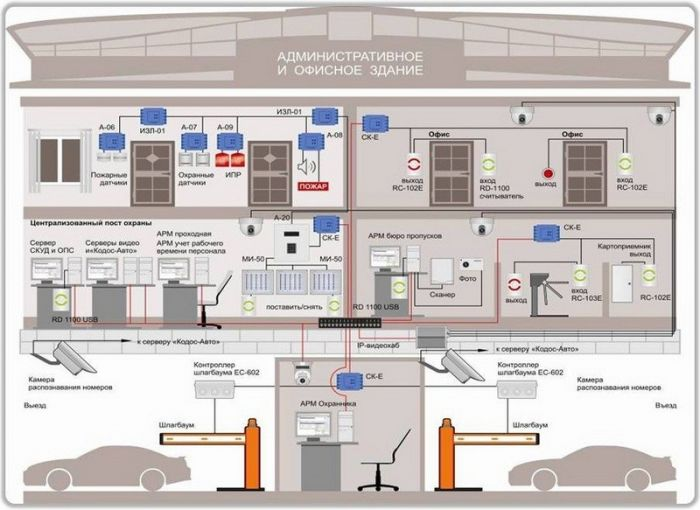 АДМИНИСТРАТИВНОЕ
И ОФИСНОЕ ЗДАНИЕ
А-06
ИЗЛ-01
А-07
А-09
ИЗЛ-01
А-08
Пожарные
датчики
Охранные
датчики
ИПР
ПОЖАР
СК-Е
Офис
Офис
выход
RC-102E
вход
RD-1100
считыватель
выход
вход
RC-102E
Централизованный пост охраны
А-20
Сервер
СКУД и ОПС
Серверы видео
и«Кодос-Авто»
АРМ проходная
АРМ учет рабочего
времени персонала
СК-Е
МИ-50
МИ-50
поставить/снять
RD 1100 USB
АРМ бюро пропусков
Фото
Сканер
RD 1100 USB
СК-Е
выход
вход
RC-103E
Картоприемник
выход
RC-102E
к серверу «Кодос-Авто»
IP-видеохаб
к серверу «Кодос-Авто»
Камера
распознавания номеров
Контроллер
шлагбаума ЕС-602
СК-Е
Контроллер
шлагбаума ЕС-602
Камера
распознавания номеров
Выезд
Шлагбаум
АРМ Охранника
Шлагбаум
Въезд